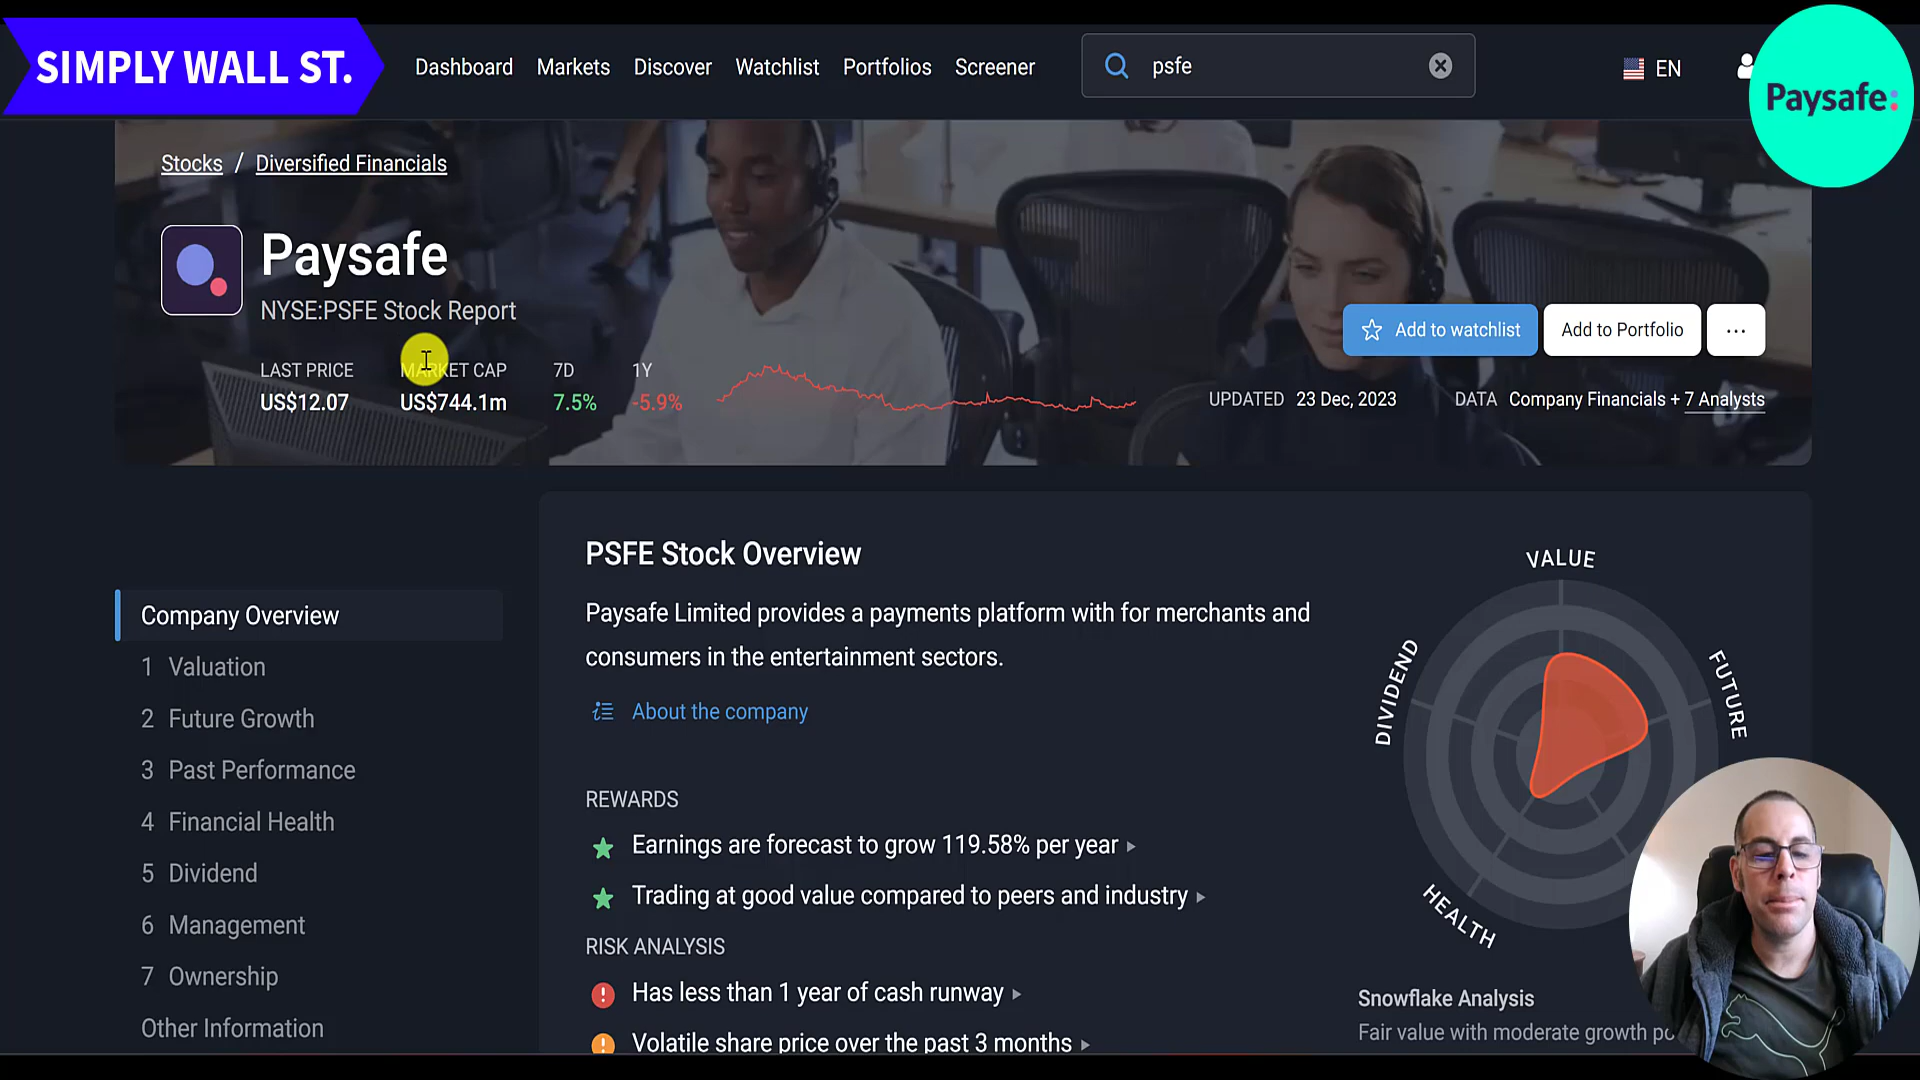 SIMPLY WALL ST.
Dashboard Markets Discover Watchlist Portfolios Screener
psfe
EN
Paysafe:
Stocks / Diversified Financials
Paysafe
NYSE:PSFE Stock Report
Add to watchlist
Add to Portfolio
...
LAST PRICE MARKET CAP 7D 1Y
US$12.07 US$744.1m 7.5% -5.9%
UPDATED 23 Dec, 2023 DATA Company Financials + 7 Analysts
Company Overview
1 Valuation
2 Future Growth
3 Past Performance
4 Financial Health
5 Dividend
6 Management
7 Ownership
Other Information
PSFE Stock Overview
Paysafe Limited provides a payments platform with for merchants and
consumers in the entertainment sectors.
About the company
REWARDS
Earnings are forecast to grow 119.58% per year
Trading at good value compared to peers and industry
RISK ANALYSIS
Has less than 1 year of cash runway
Volatile share price over the past 3 months
VALUE
FUTURE
DIVIDEND
HEALTH
Snowflake Analysis
Fair value with moderate growth